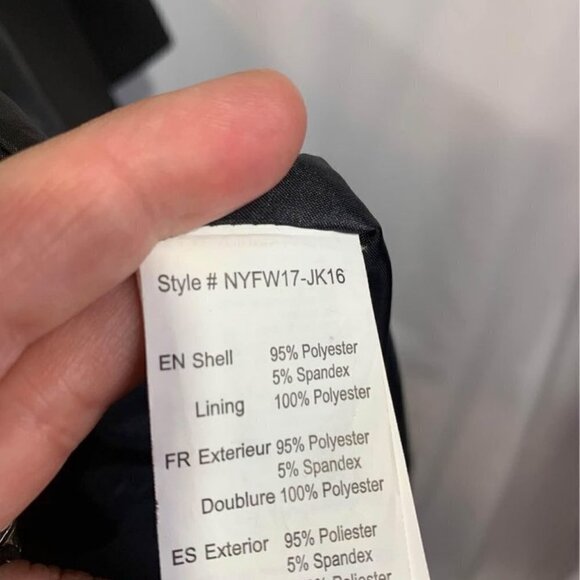 Style # NYFW17-JK16
EN Shell 95% Polyester
5% Spandex
Lining 100% Polyester
FR Exterieur 95% Polyester
5% Spandex
Doublure 100% Polyester
ES Exterior 95% Poliester
5% Spandex
Poliester